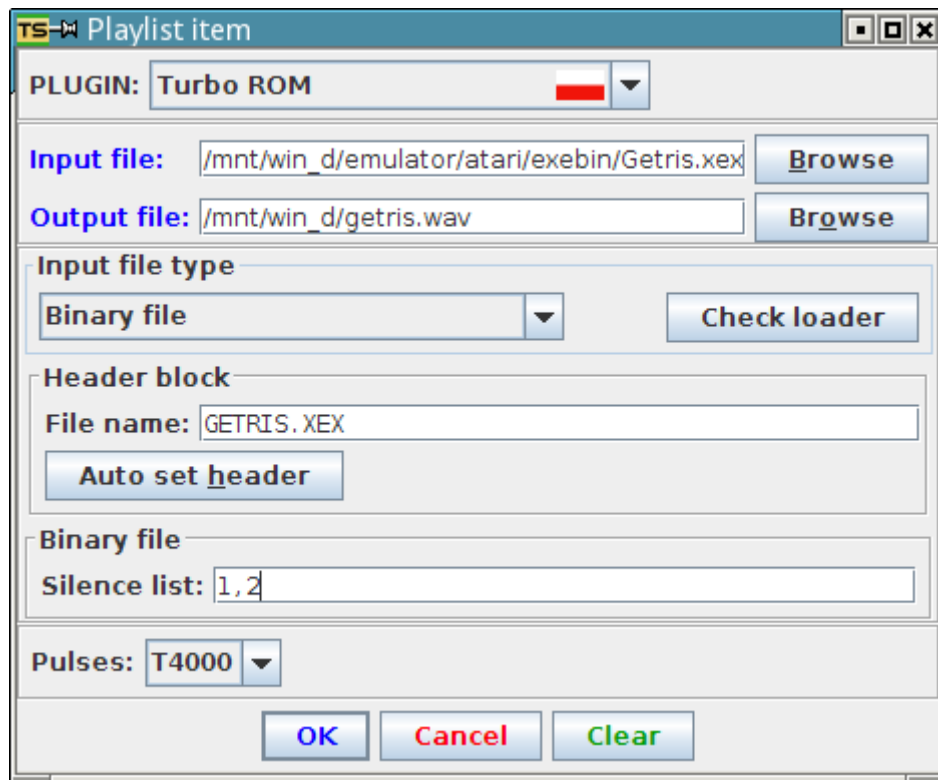 TS Playlist item
PLUGIN: Turbo ROM
Input file: /mnt/win_d/emulator/atari/exebin/Getris.xex Browse
Output file: /mnt/win_d/getris.wav Browse
Input file type
Binary file Check loader
Header block
File name: GETRIS.XEX
Auto set header
Binary file
Silence list: 1,2
Pulses: T4000
OK Cancel Clear